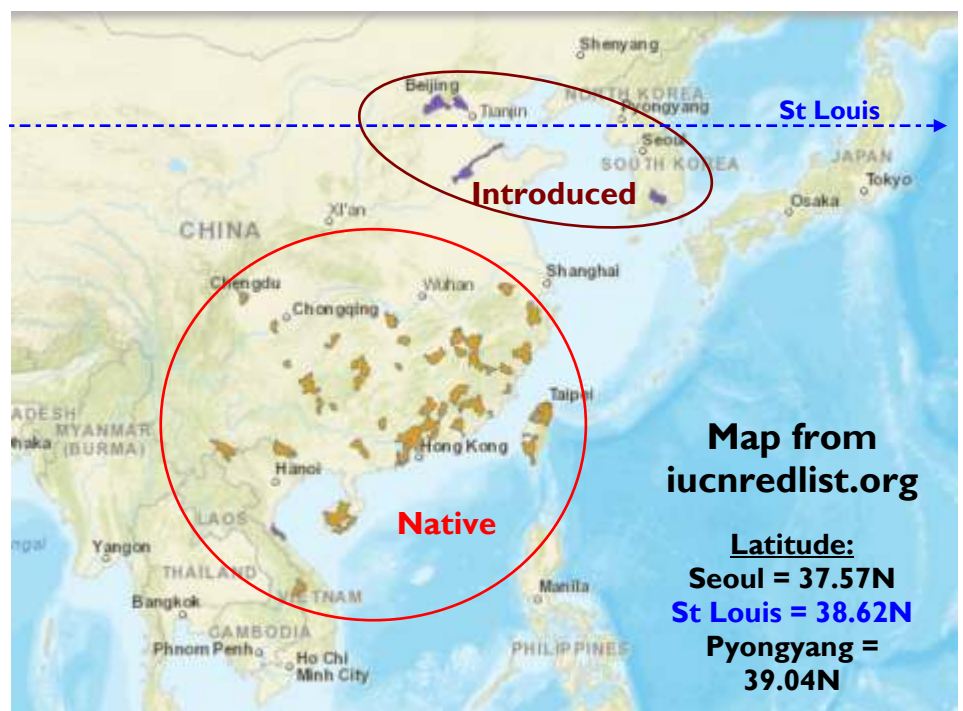 Shenyang
Beijing
Tianjin
NORTH KOREA
Pyongyang
St Louis
Seoul
SOUTH KOREA
JAPAN
Tokyo
Introduced
Osaka
XI'an
CHINA
Shanghai
Chengdu
Wuhan
Chongqing
Taipei
ADESH
MYANMAR
haka
(BURMA)
Hong Kong
Map from
iucnredlist.org
Hanoi
LAOS
Native
ngal
Yangon
Latitude:
THAILAND
Seoul = 37.57N
Manila
VIETNAM
Bangkok
St Louis = 38.62N
CAMBODIA
Phnom Penh
PHILIPPINES
Pyongyang =
39.04N
Ho Chi
Minh City